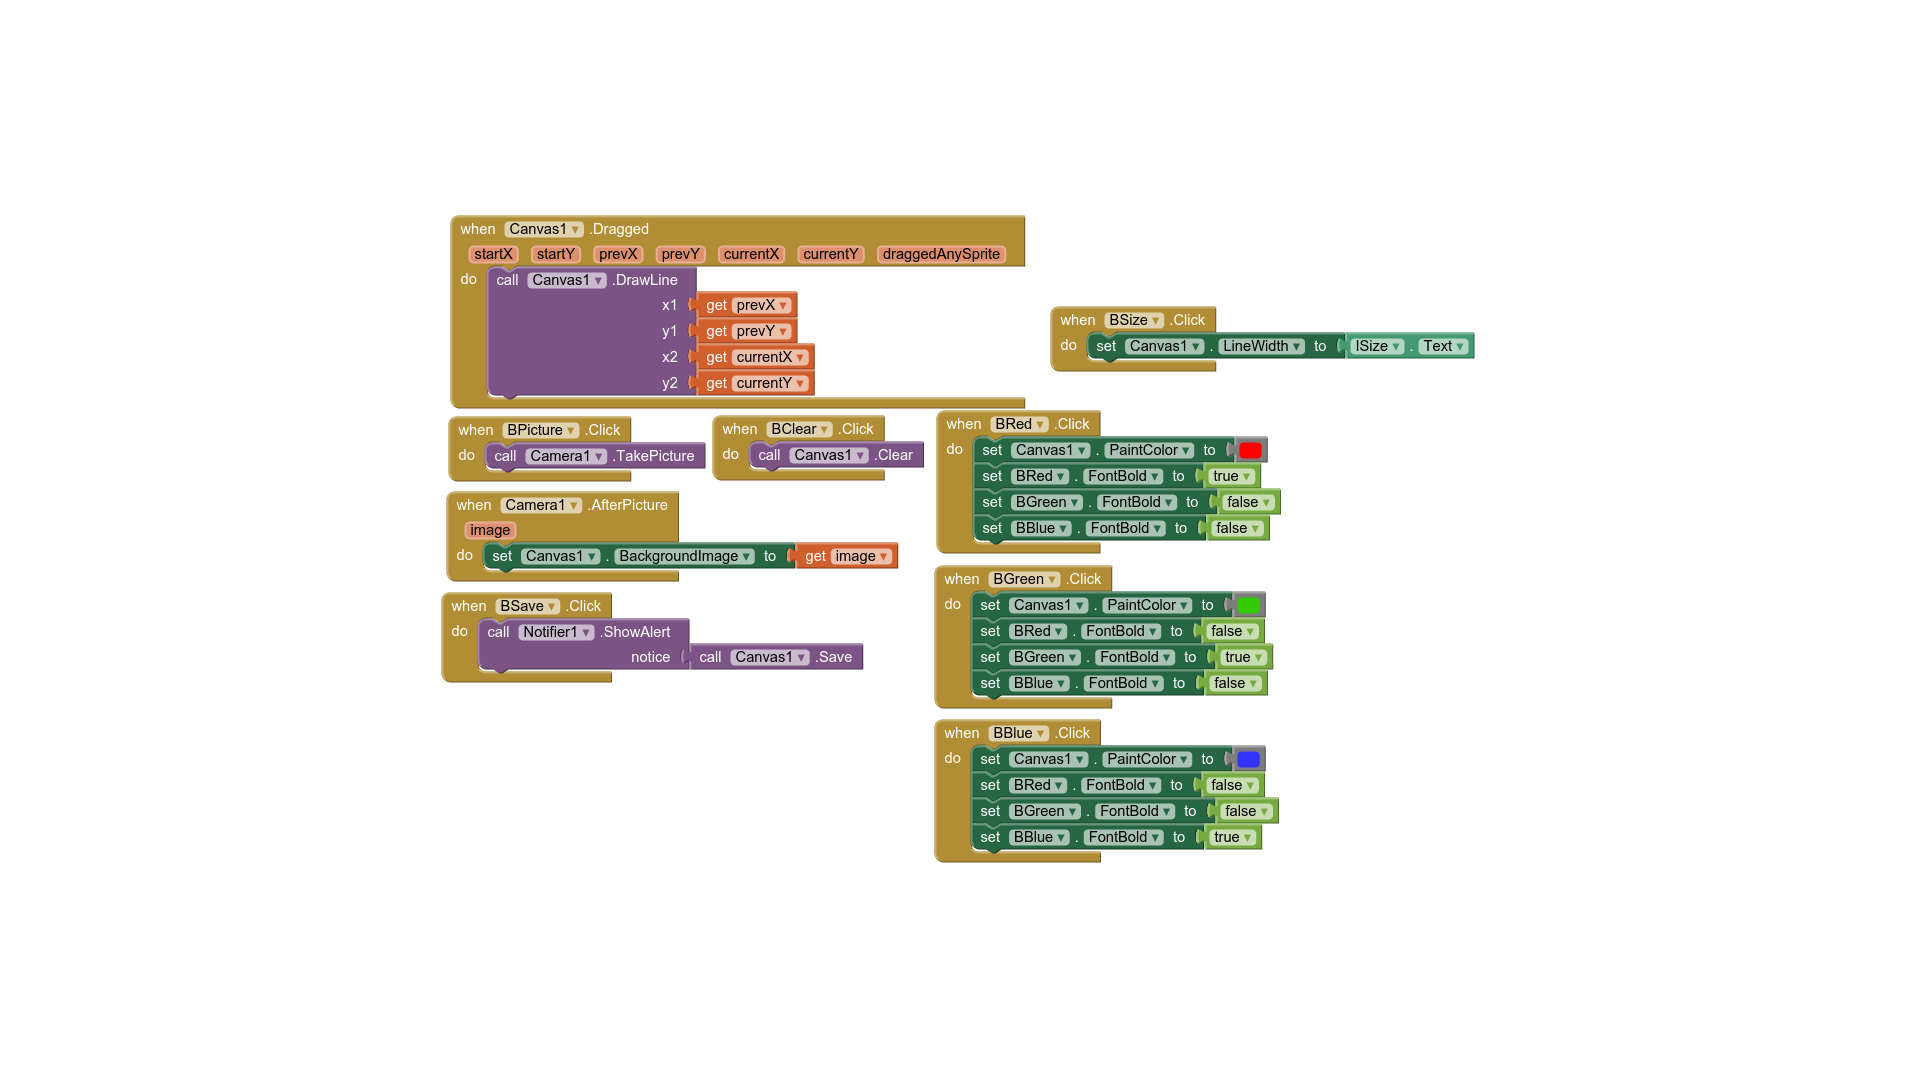 when Canvas1 .Dragged
startX startY prevX prevY currentX currentY draggedAnySprite
do call Canvas1 .DrawLine
x1 get prevX
y1 get prevY
x2 get currentX
y2 get currentY
when BSize .Click
do set Canvas1 . LineWidth to ISize . Text
when BPicture .Click
do call Camera1 .TakePicture
when BClear .Click
do call Canvas1 .Clear
when Camera1 .AfterPicture
image
do set Canvas1 . BackgroundImage to get image
when BSave .Click
do call Notifier1 .ShowAlert
notice call Canvas1 .Save
when BRed .Click
do set Canvas1 . PaintColor to
set BRed . FontBold to true
set BGreen . FontBold to false
set BBlue . FontBold to false
when BGreen .Click
do set Canvas1 . PaintColor to
set BRed . FontBold to false
set BGreen . FontBold to true
set BBlue . FontBold to false
when BBlue .Click
do set Canvas1 . PaintColor to
set BRed . FontBold to false
set BGreen . FontBold to false
set BBlue . FontBold to true